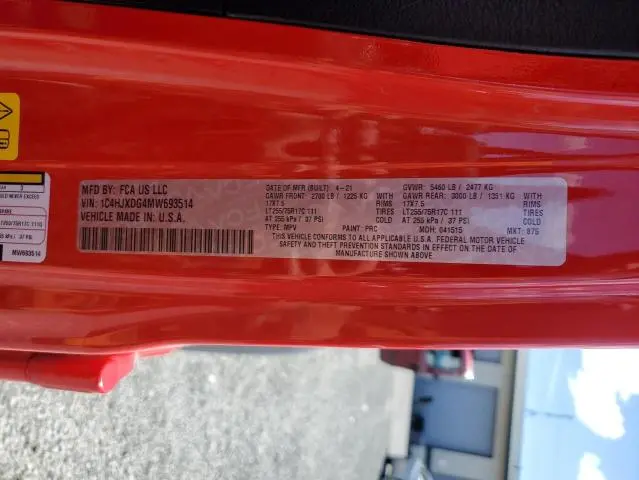 MFD BY: FCA US LLC
VIN: 1C4HJXDG4MW693514
VEHICLE MADE IN U.S.A.
DATE OF MFR (BUILT) 4-21 GVWR: 5460 LB / 2477 KG
GAWR FRONT: 2700 LB / 1225 KG WITH GAWR REAR: 3000 LB / 1351 KG WITH
17X7.5 RIMS 17X7.5 RIMS
LT255/75R17C 111 TIRES LT255/75R17C 111 TIRES
AT 255 kPa / 37 PSI AT 255 kPa / 37 PSI
TYPE: MPV PAINT: PRC MDH: 041515 MKT: 875
THIS VEHICLE CONFORMS TO ALL APPLICABLE U.S.A. FEDERAL MOTOR VEHICLE
SAFETY AND THEFT PREVENTION STANDARDS IN EFFECT ON THE DATE OF
MANUFACTURE SHOWN ABOVE.
MW693514